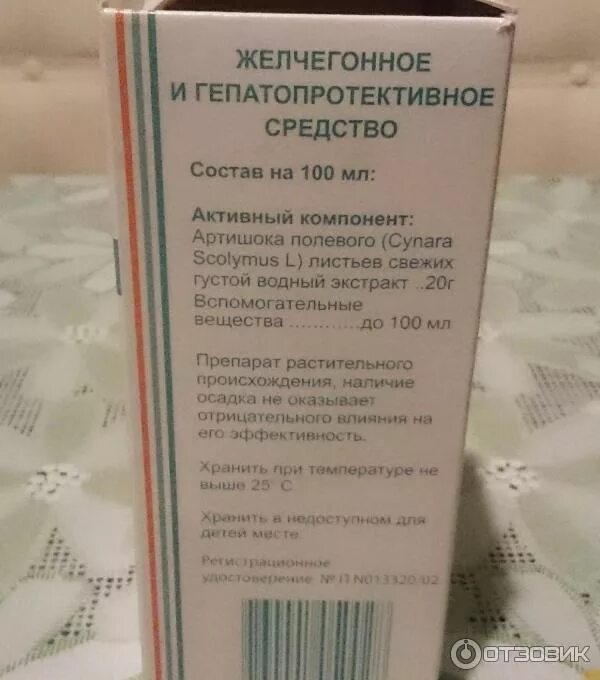 ЖЕЛЧЕГОННОЕ
И ГЕПАТОПРОТЕКТИВНОЕ
СРЕДСТВО
Состав на 100 мл:
Активный компонент:
Артишока полевого (Cynara
Scolymus L) листьев свежих
густой водный экстракт ..20г
Вспомогательные
вещества ............до 100 мл
Препарат растительного
происхождения, наличие
осадка не оказывает
отрицательного влияния на
его эффективность.
Хранить при температуре не
выше 25° С
Хранить в недоступном для
детей месте.
Регистрационное
удостоверение № П N013320/02
ОТЗОВИК